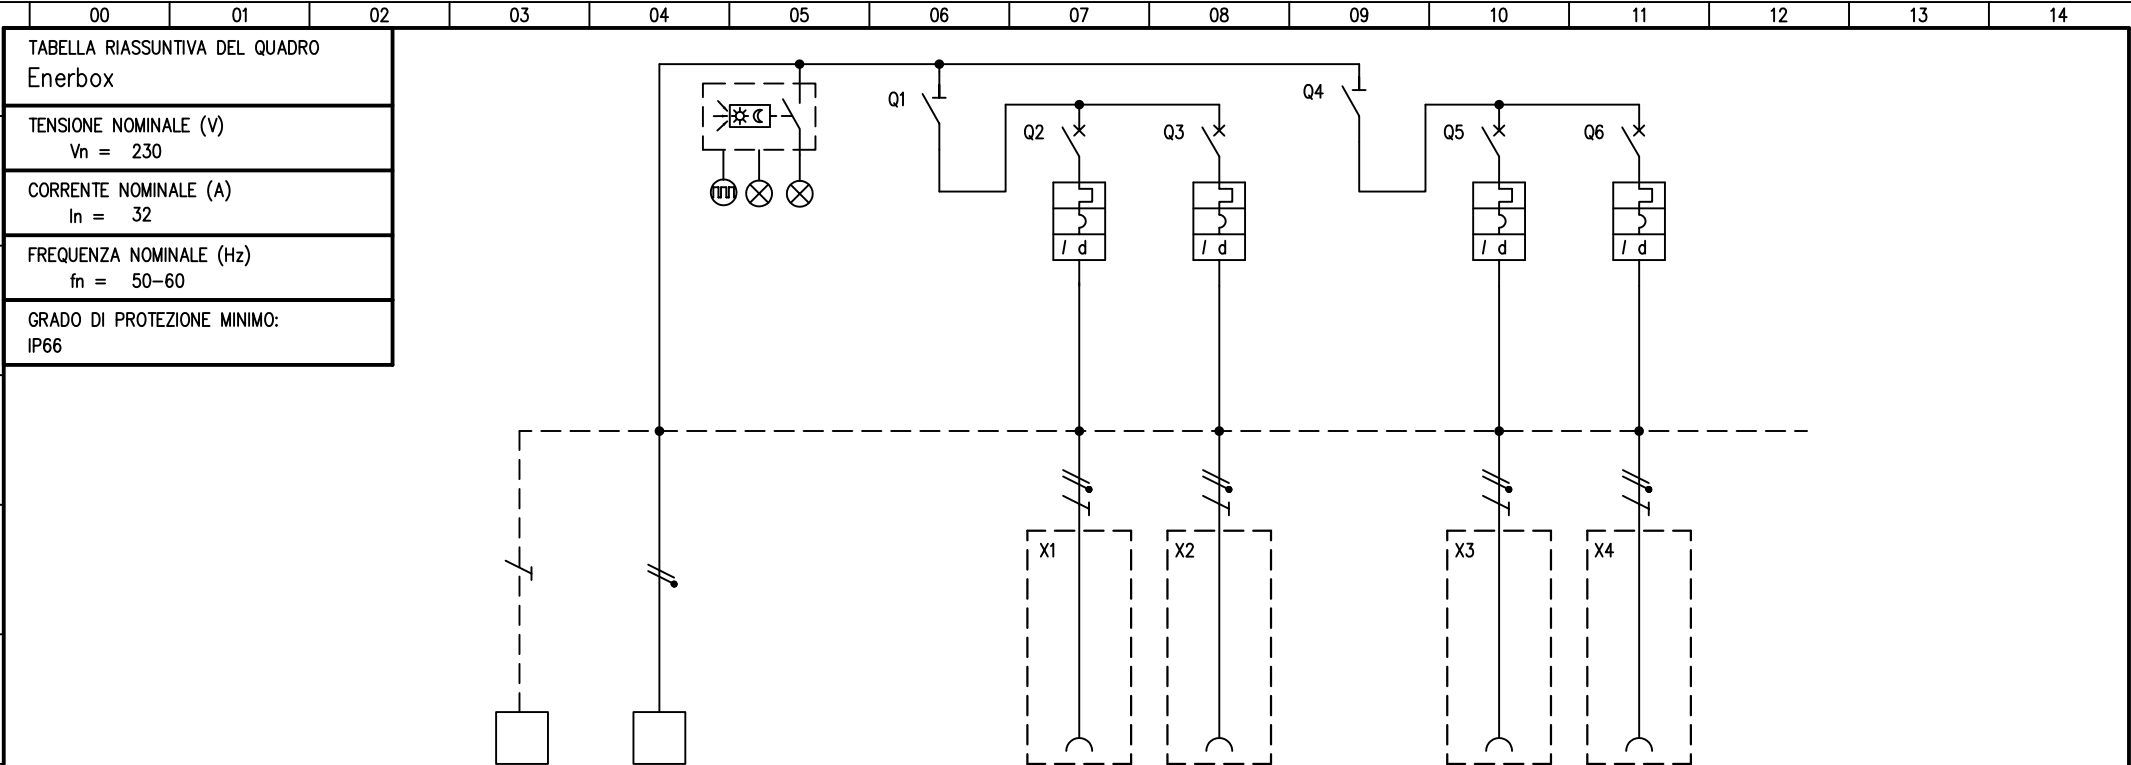 00 01 02 03 04 05 06 07 08 09 10 11 12 13 14
TABELLA RIASSUNTIVA DEL QUADRO
Enerbox
TENSIONE NOMINALE (V)
Vn = 230
CORRENTE NOMINALE (A)
In = 32
FREQUENZA NOMINALE (Hz)
fn = 50-60
GRADO DI PROTEZIONE MINIMO:
IP66
Q1 Q4
Q2 Q3 Q5 Q6
I d I d I d I d
X1 X2 X3 X4